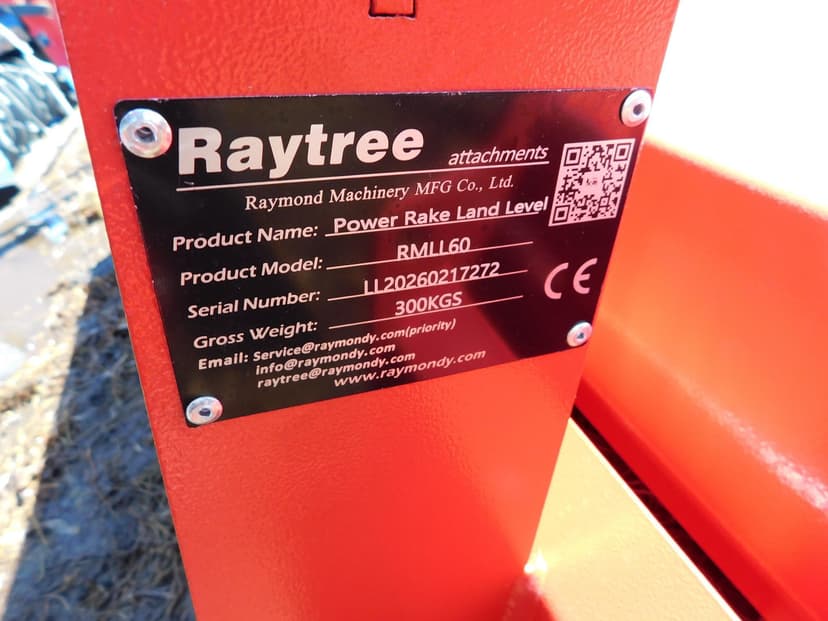 Raytree attachments
Raymond Machinery MFG Co., Ltd.
Product Name: Power Rake Land Level
Product Model: RMLL60
Serial Number: LL20260217272
Gross Weight: 300KGS
Email: Service@raymondy.com(priority)
info@raymondy.com
raytree@raymondy.com
www.raymondy.com
CE